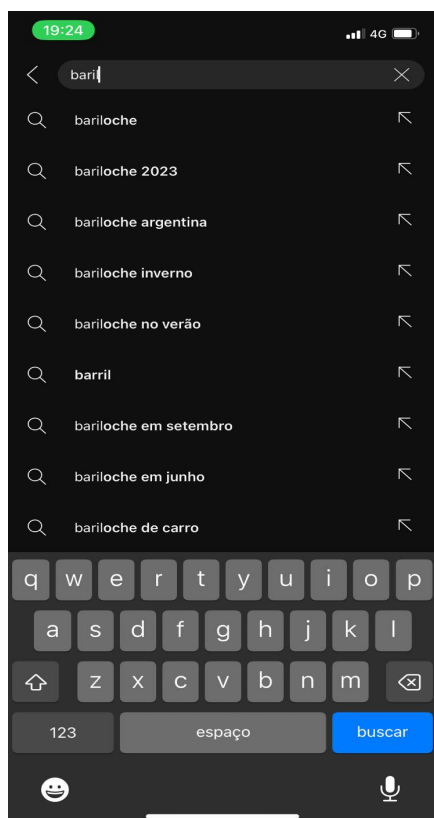 19:24
4G
baril
bariloche
bariloche 2023
bariloche argentina
bariloche inverno
bariloche no verão
barril
bariloche em setembro
bariloche em junho
bariloche de carro
q w e r t y u i o p
a s d f g h j k l
z x c v b n m
123 espaço buscar